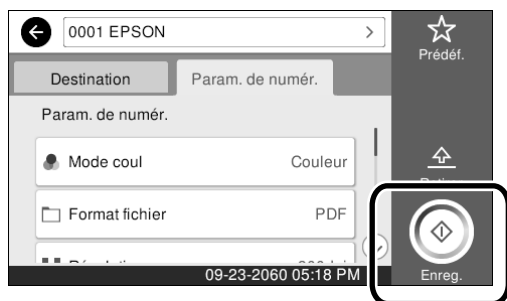 0001 EPSON
Prédéf.
Destination
Param. de numér.
Param. de numér.
Mode coul
Couleur
Format fichier
PDF
09-23-2060 05:18 PM
Enreg.